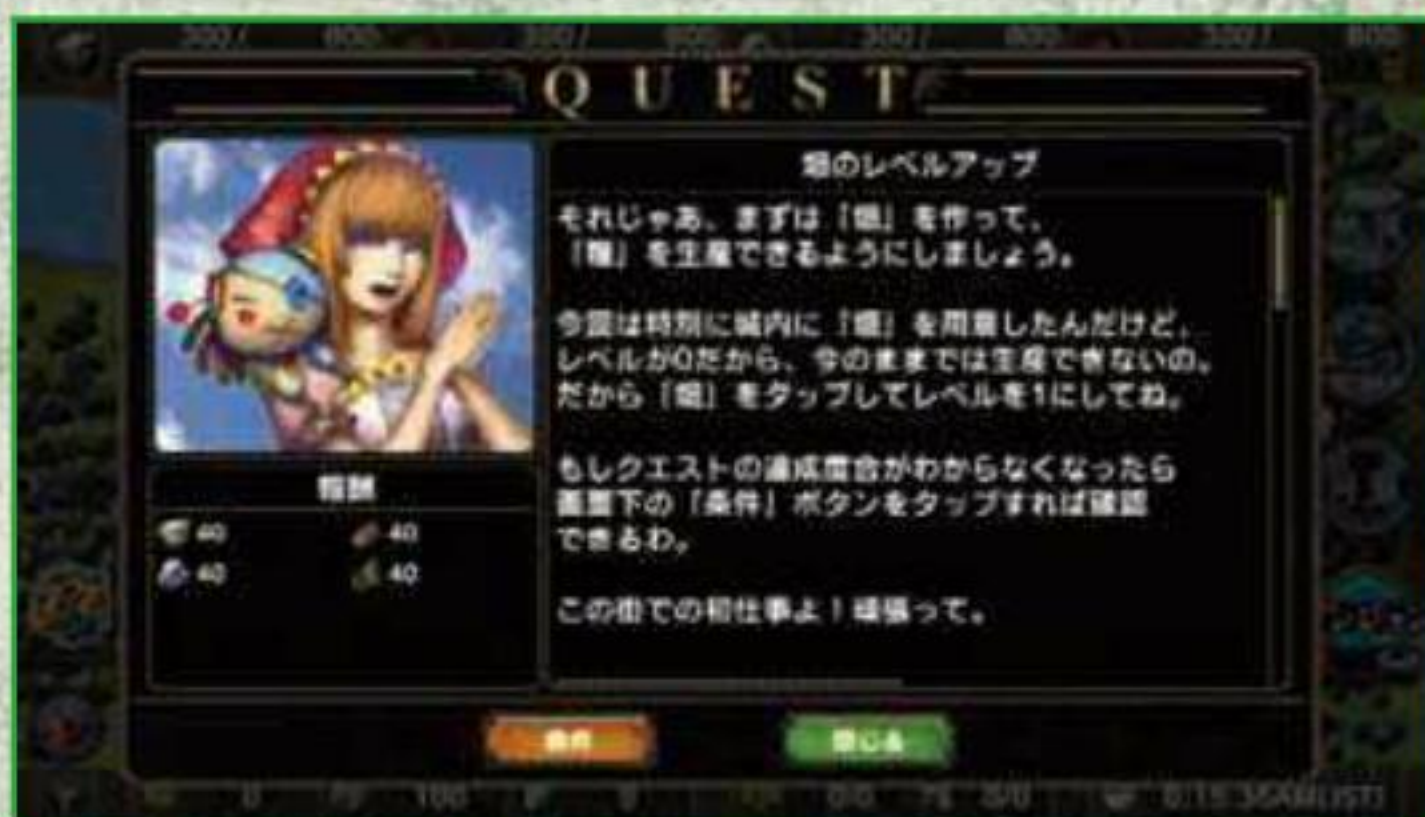 QUEST
畑のレベルアップ
それじゃあ、まずは「畑」を作って、
「糧」を生産できるようにしましょう。
今回は特別に城内に「畑」を用意したんだけど、
レベルが0だから、今のままでは生産できないの。
だから「畑」をタップしてレベルを1にしてね。
もしクエストの達成度合がわからなくなったら
画面下の「条件」ボタンをタップすれば確認
できるわ。
この街での初仕事よ！頑張って。
報酬
40 40
40 40
条件 閉じる